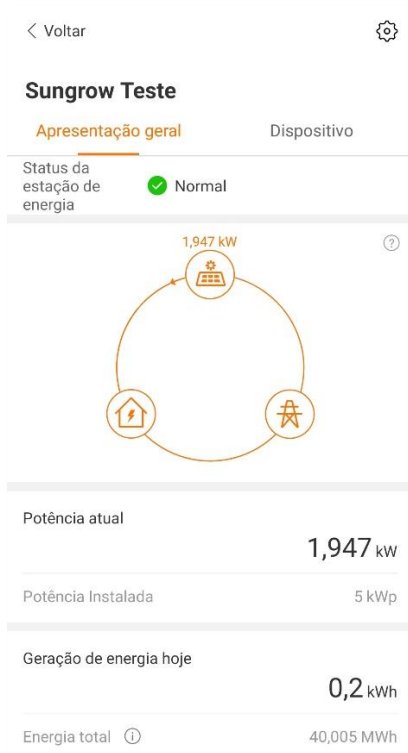 Voltar
Sungrow Teste
Apresentação geral Dispositivo
Status da
estação de
energia
Normal
1,947 kW
?
Potência atual
1,947 kW
Potência Instalada 5 kWp
Geração de energia hoje
0,2 kWh
Energia total 40,005 MWh